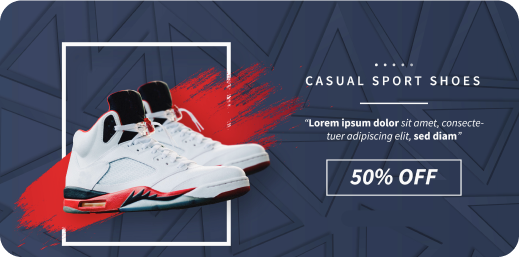 CASUAL SPORT SHOES
“Lorem ipsum dolor sit amet, consecte-
tuer adipiscing elit, sed diam”
50% OFF